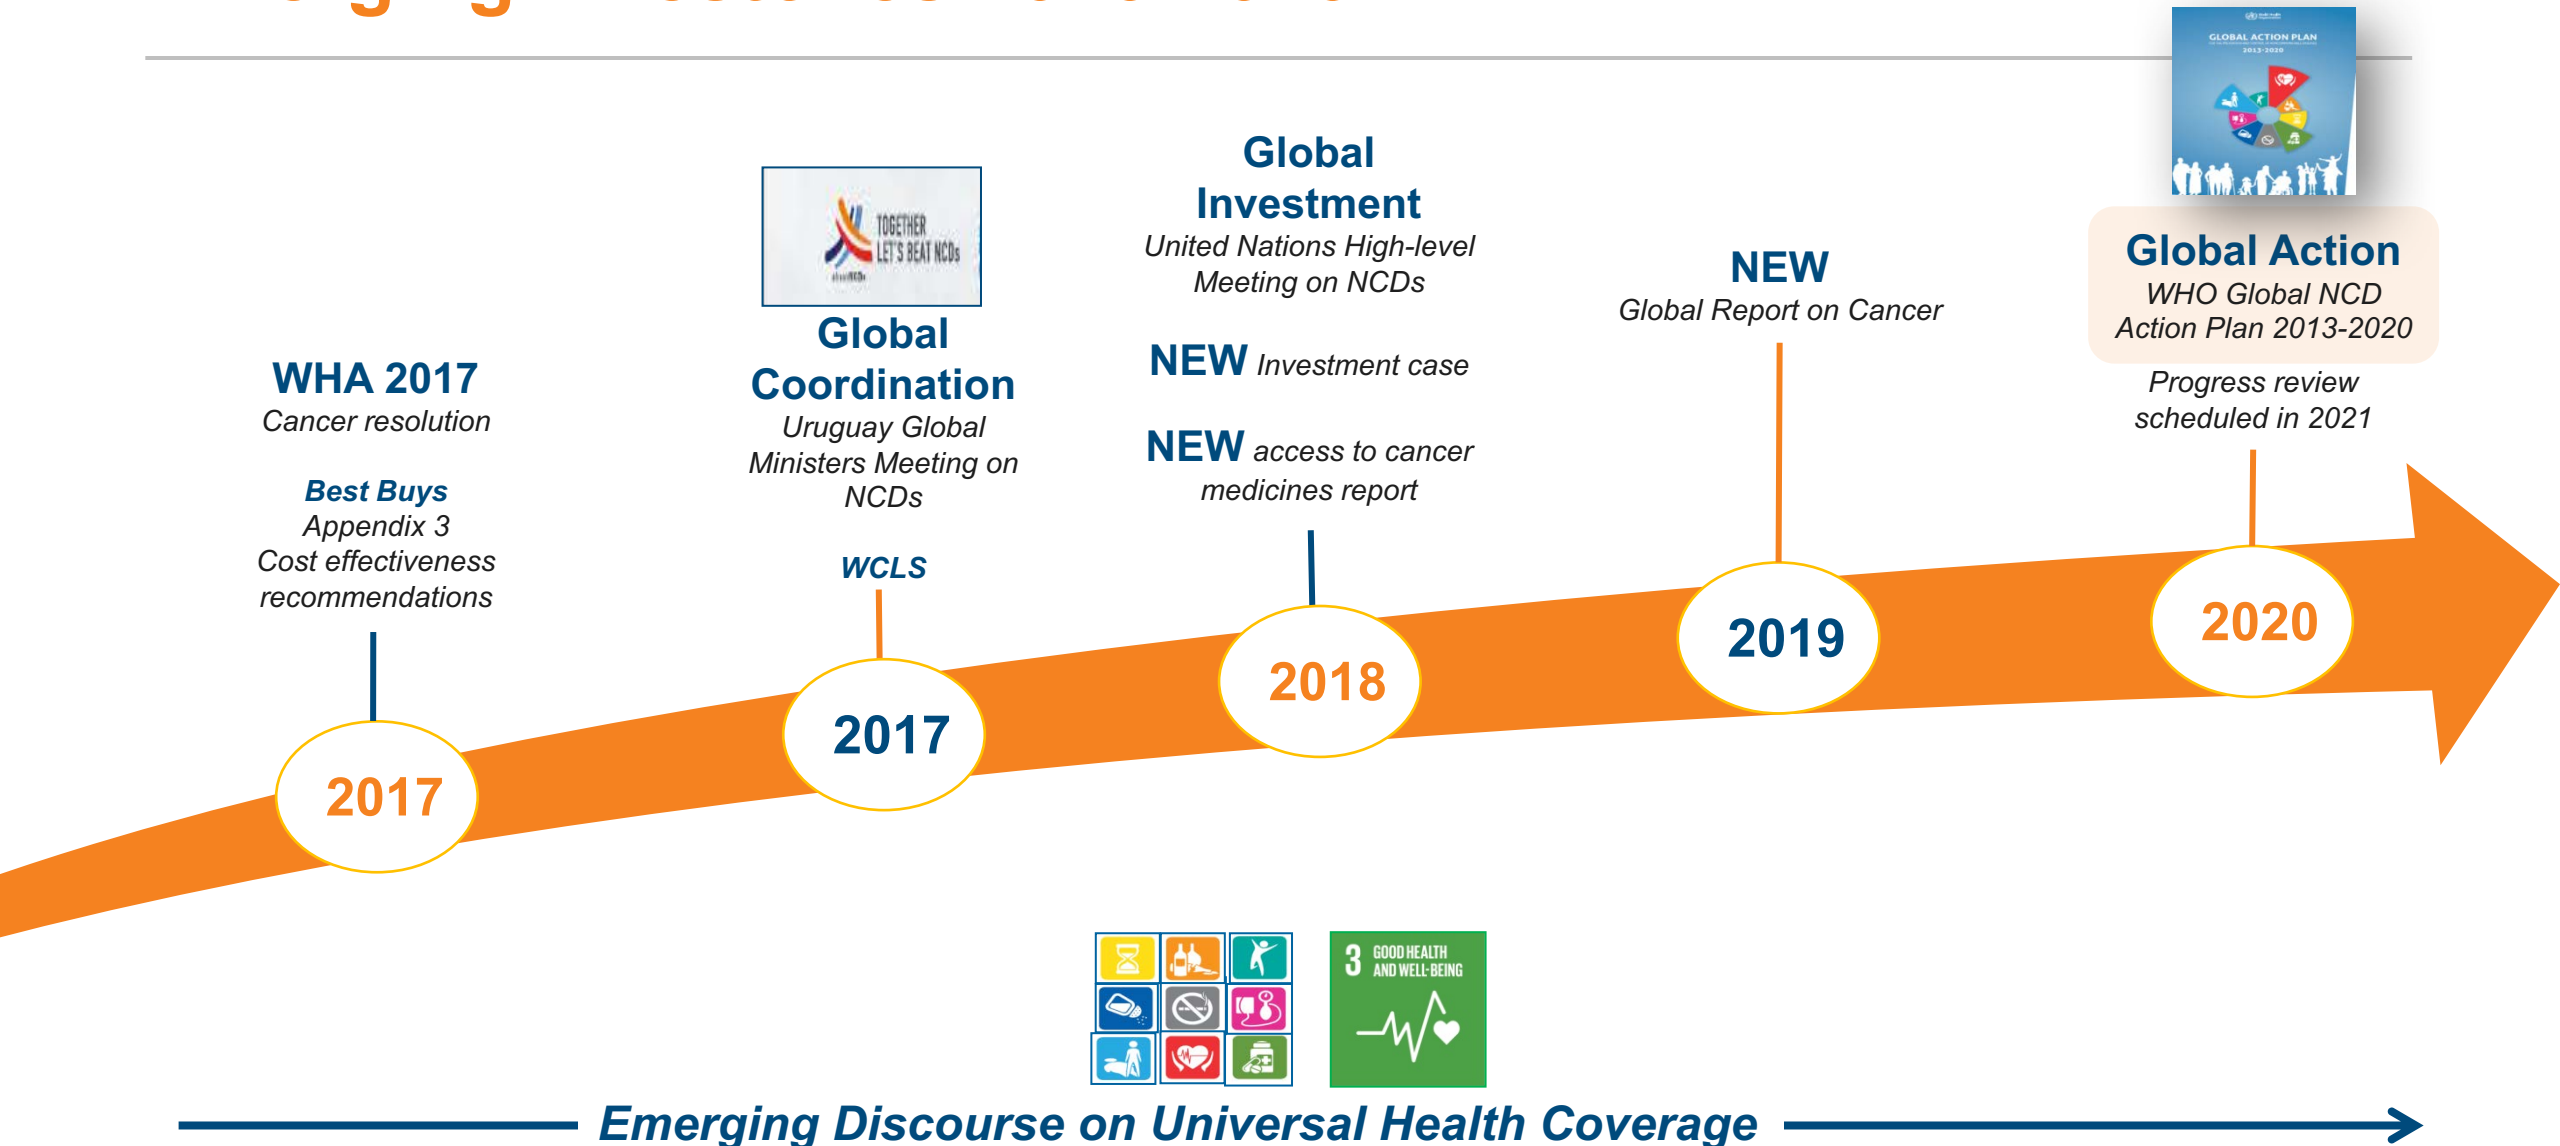 GLOBAL ACTION PLAN
2013-2020
Global
Investment
United Nations High-level
Meeting on NCDs
NEW Investment case
NEW access to cancer
medicines report
TOGETHER
LET'S BEAT NCDs
Global
Coordination
Uruguay Global
Ministers Meeting on
NCDs
WCLS
WHA 2017
Cancer resolution
Best Buys
Appendix 3
Cost effectiveness
recommendations
NEW
Global Report on Cancer
Global Action
WHO Global NCD
Action Plan 2013-2020
Progress review
scheduled in 2021
2017
2017
2018
2019
2020
3 GOOD HEALTH
AND WELL-BEING
Emerging Discourse on Universal Health Coverage